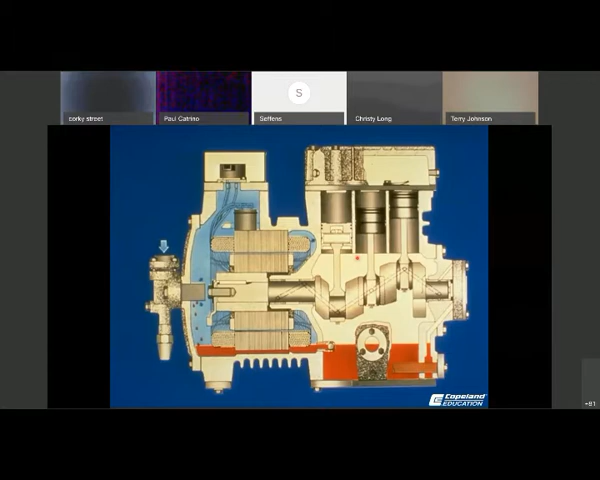 corky street
Paul Catrino
S
Seffens
Christy Long
Terry Johnson
Copeland
EDUCATION
+81